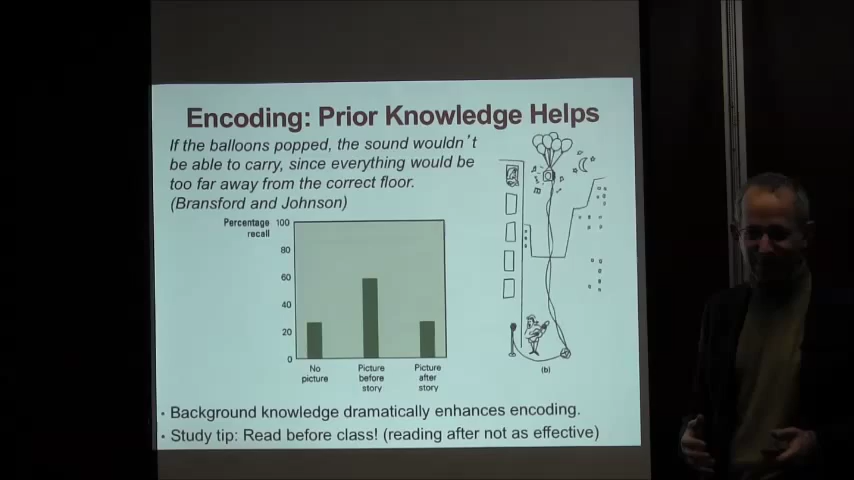 Encoding: Prior Knowledge Helps
If the balloons popped, the sound wouldn't
be able to carry, since everything would be
too far away from the correct floor.
(Bransford and Johnson)
Percentage
recall
100
80
60
40
20
0
No
picture
Picture
before
story
Picture
after
story
(b)
• Background knowledge dramatically enhances encoding.
• Study tip: Read before class! (reading after not as effective)